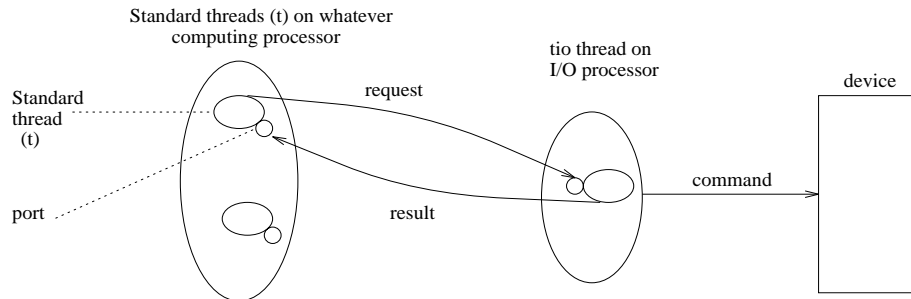 Standard threads (t) on whatever
computing processor
tio thread on
I/O processor
device
Standard
thread
(t)
request
port
result
command